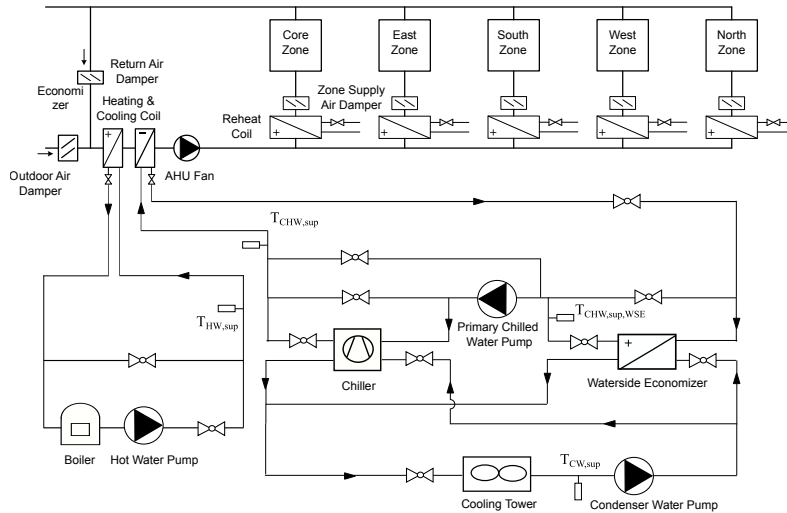 Core
Zone
East
Zone
South
Zone
West
Zone
North
Zone
Return Air
Damper
Economi
zer
Heating &
Cooling Coil
Zone Supply
Air Damper
Reheat
Coil
+
-
+
+
+
+
+
Outdoor Air
Damper
AHU Fan
T_CHW,sup
T_HW,sup
T_CHW,sup,WSE
Primary Chilled
Water Pump
+
Chiller
Waterside Economizer
Boiler
Hot Water Pump
T_CW,sup
Cooling Tower
Condenser Water Pump